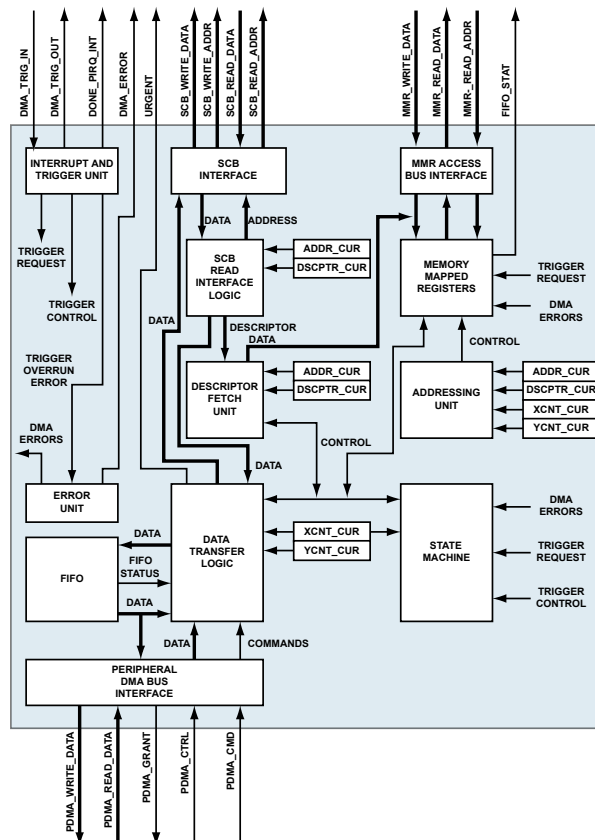 DMA_TRIG_IN
DMA_TRIG_OUT
DONE_PIRQ_INT
DMA_ERROR
URGENT
SCB_WRITE_DATA
SCB_WRITE_ADDR
SCB_READ_DATA
SCB_READ_ADDR
MMR_WRITE_DATA
MMR_READ_DATA
MMR-_READ_ADDR
FIFO_STAT
INTERRUPT AND
TRIGGER UNIT
SCB
INTERFACE
MMR ACCESS
BUS INTERFACE
DATA
ADDRESS
TRIGGER
REQUEST
SCB
READ
INTERFACE
LOGIC
ADDR_CUR
DSCPTR_CUR
MEMORY
MAPPED
REGISTERS
TRIGGER
REQUEST
DMA
ERRORS
TRIGGER
CONTROL
DATA
DESCRIPTOR
DATA
CONTROL
TRIGGER
OVERRUN
ERROR
DESCRIPTOR
FETCH
UNIT
ADDR_CUR
DSCPTR_CUR
ADDRESSING
UNIT
ADDR_CUR
DSCPTR_CUR
XCNT_CUR
YCNT_CUR
DMA
ERRORS
CONTROL
DATA
ERROR
UNIT
DATA
TRANSFER
LOGIC
XCNT_CUR
YCNT_CUR
STATE
MACHINE
DMA
ERRORS
TRIGGER
REQUEST
TRIGGER
CONTROL
DATA
FIFO
FIFO
STATUS
DATA
DATA
COMMANDS
PERIPHERAL
DMA BUS
INTERFACE
PDMA_WRITE_DATA
PDMA_READ_DATA
PDMA_GRANT
PDMA_CTRL
PDMA_CMD